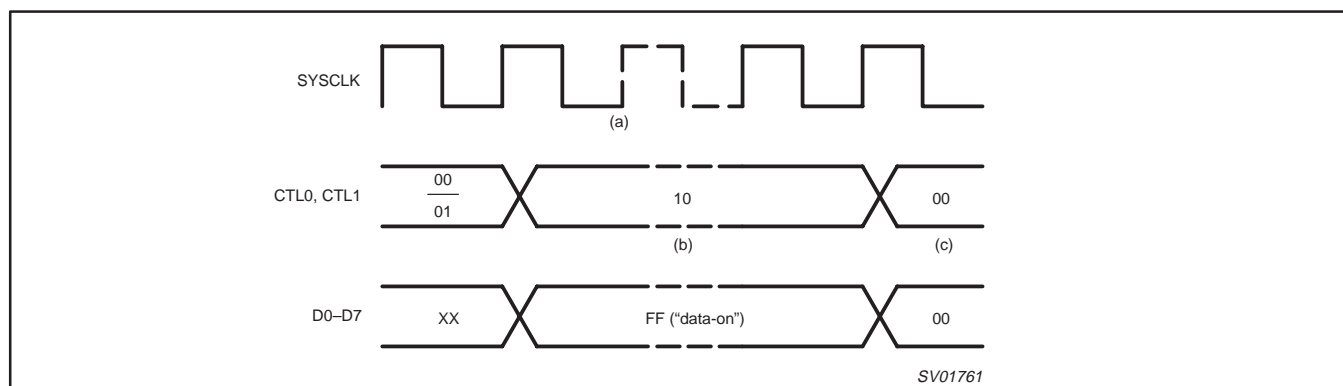 SYSCLK
(a)
CTL0, CTL1
00
01
10
00
(b)
(c)
D0–D7
XX
FF (“data-on”)
00
SV01761